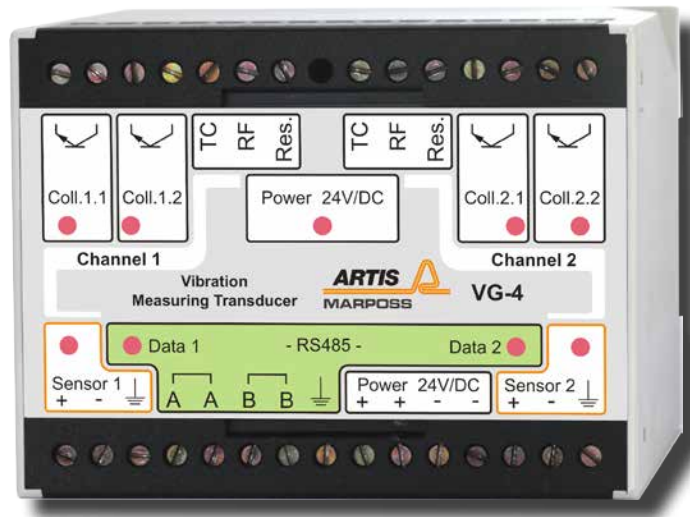 TC RF Res.
TC RF Res.
Coll.1.1
Coll.1.2
Power 24V/DC
Coll.2.1
Coll.2.2
Channel 1
Channel 2
Vibration
Measuring Transducer
ARTIS
MARPOSS
VG-4
Data 1
- RS485 -
Data 2
Sensor 1
+ -
A A B B
Power 24V/DC
+ + - -
Sensor 2
+ -